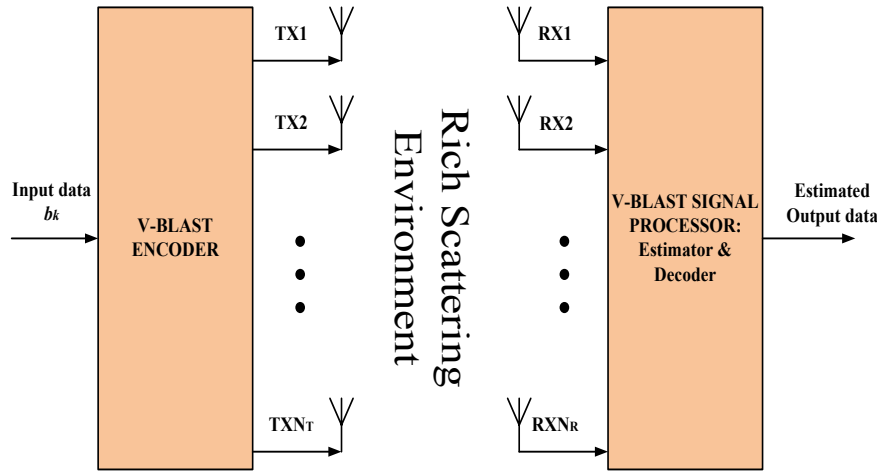 TX1
RX1
TX2
RX2
Rich Scattering
Environment
Input data
bk
V-BLAST
ENCODER
V-BLAST SIGNAL
PROCESSOR:
Estimator &
Decoder
Estimated
Output data
TXNT
RXNR